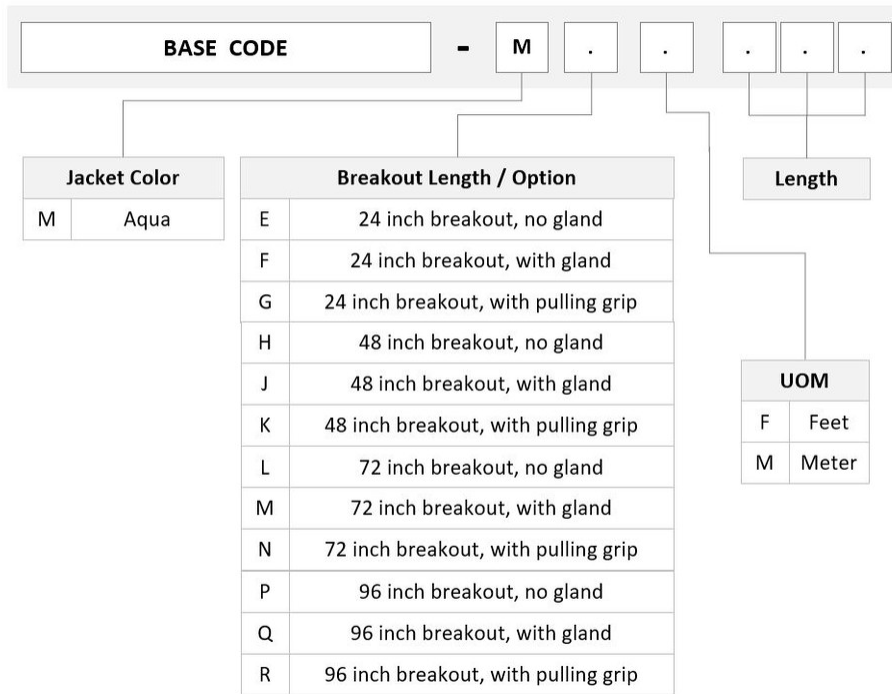 BASE CODE - M . . . . .
Jacket Color
M Aqua
Breakout Length / Option
E 24 inch breakout, no gland
F 24 inch breakout, with gland
G 24 inch breakout, with pulling grip
H 48 inch breakout, no gland
J 48 inch breakout, with gland
K 48 inch breakout, with pulling grip
L 72 inch breakout, no gland
M 72 inch breakout, with gland
N 72 inch breakout, with pulling grip
P 96 inch breakout, no gland
Q 96 inch breakout, with gland
R 96 inch breakout, with pulling grip
Length
UOM
F Feet
M Meter